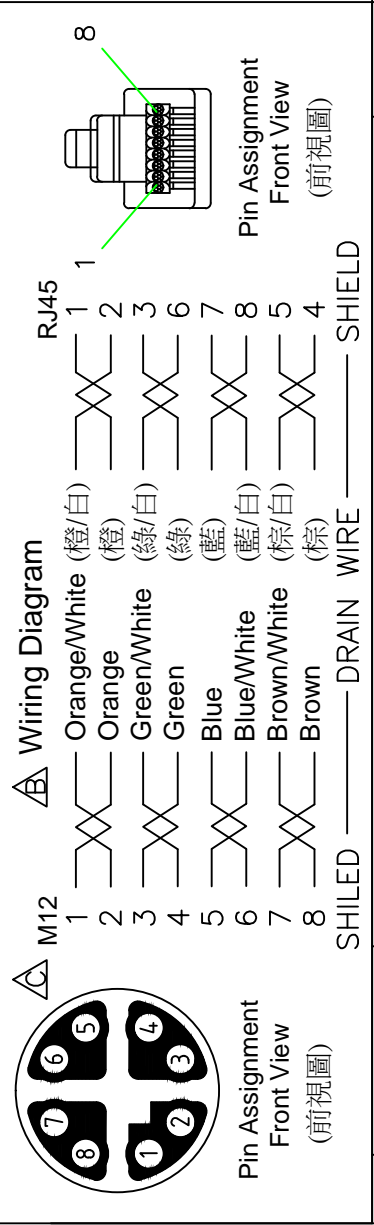 C M12 B Wiring Diagram RJ45
1 Orange/White (橙/白) 1
2 Orange (橙) 2
3 Green/White (綠/白) 3
4 Green (綠) 6
5 Blue (藍) 7
6 Blue/White (藍/白) 8
7 Brown/White (棕/白) 5
8 Brown (棕) 4
SHILED DRAIN WIRE SHIELD
7 6
8 5
1 4
2 3
Pin Assignment
Front View
(前視圖)
1 8
Pin Assignment
Front View
(前視圖)